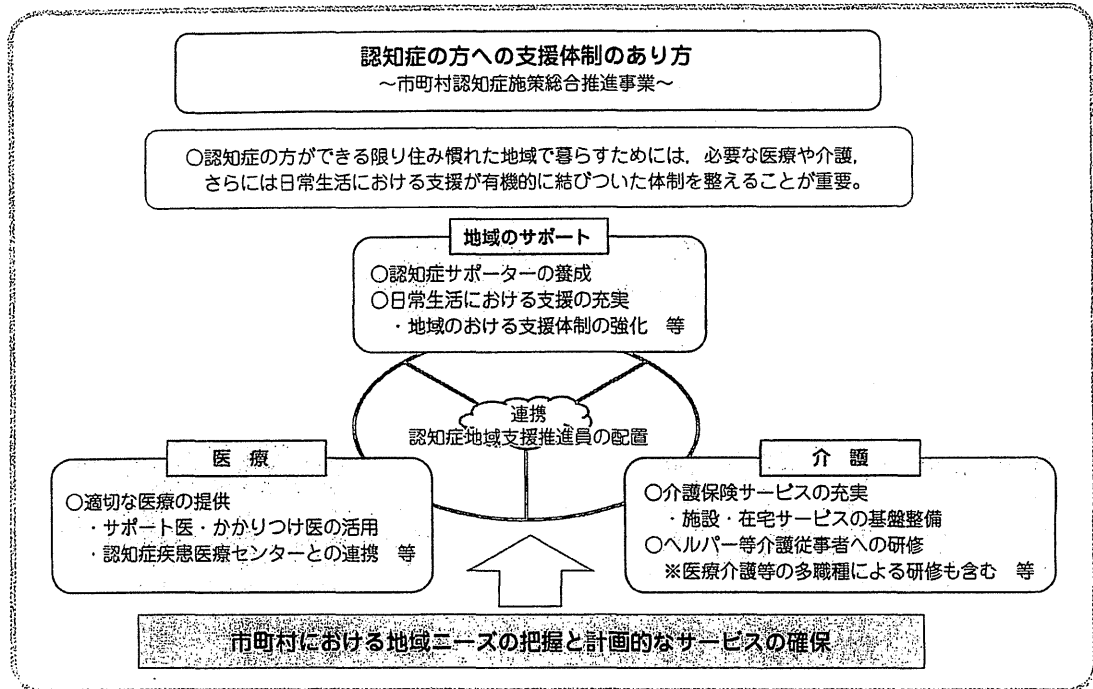 認知症の方への支援体制のあり方
～市町村認知症施策総合推進事業～
○認知症の方ができる限り住み慣れた地域で暮らすためには，必要な医療や介護，
さらには日常生活における支援が有機的に結びついた体制を整えることが重要。
地域のサポート
○認知症サポーターの養成
○日常生活における支援の充実
・地域のおける支援体制の強化　等
連携
認知症地域支援推進員の配置
医　療
○適切な医療の提供
・サポート医・かかりつけ医の活用
・認知症疾患医療センターとの連携　等
介　護
○介護保険サービスの充実
・施設・在宅サービスの基盤整備
○ヘルパー等介護従事者への研修
※医療介護等の多職種による研修も含む　等
市町村における地域ニーズの把握と計画的なサービスの確保